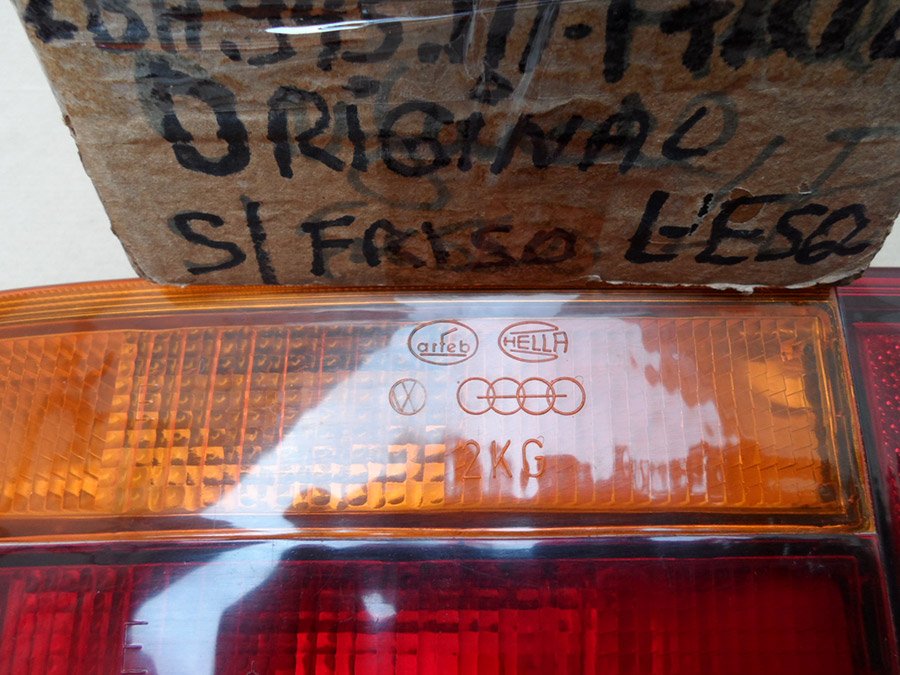 ORIGINAL
S/ FRISO L-ESQ
arteb HELLA
2KG